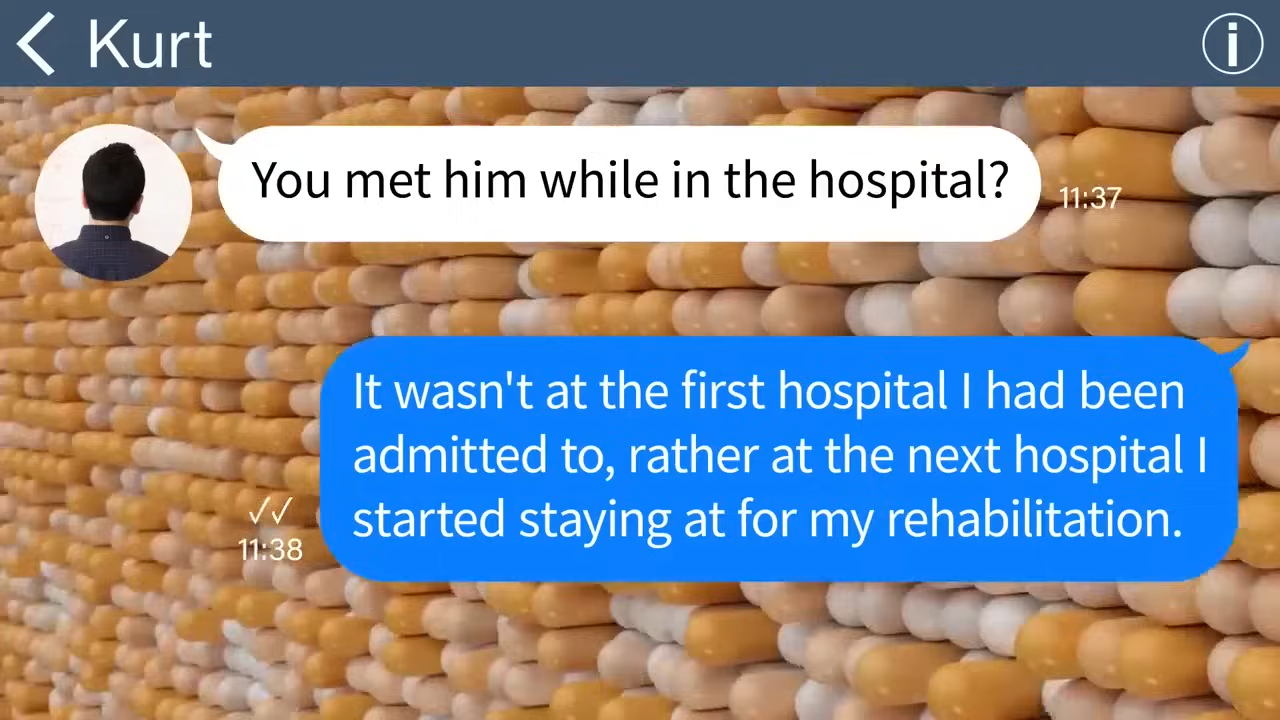 Kurt
You met him while in the hospital?
11:37
It wasn't at the first hospital I had been
admitted to, rather at the next hospital I
started staying at for my rehabilitation.
11:38